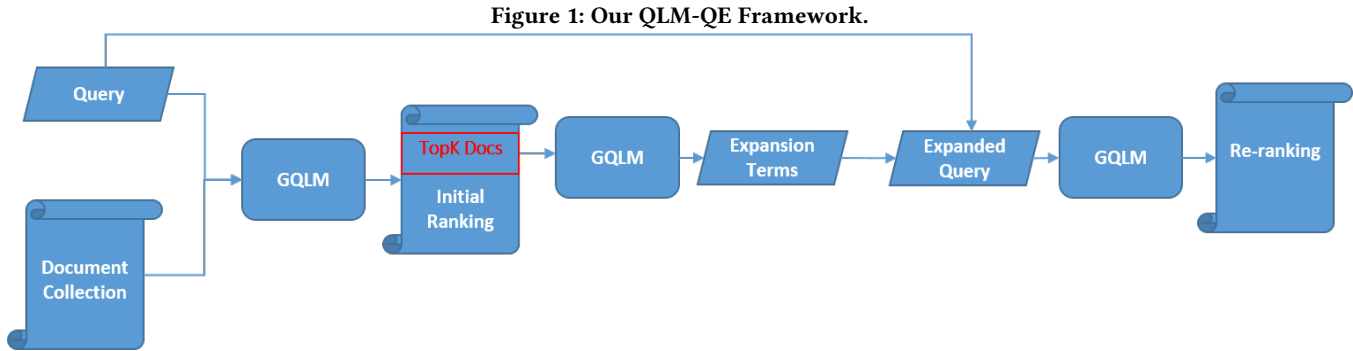 Figure 1: Our QLM-QE Framework.
Query
Document
Collection
GQLM
TopK Docs
Initial
Ranking
GQLM
Expansion
Terms
Expanded
Query
GQLM
Re-ranking